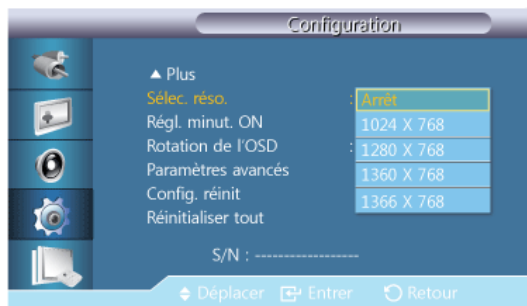 Configuration
▲ Plus
Sélec. réso. : Arrêt
1024 X 768
Régl. minut. ON
Rotation de l'OSD : 1280 X 768
Paramètres avancés
1360 X 768
Config. réinit
1366 X 768
Réinitialiser tout
S/N : ------------------
Déplacer Entrer Retour